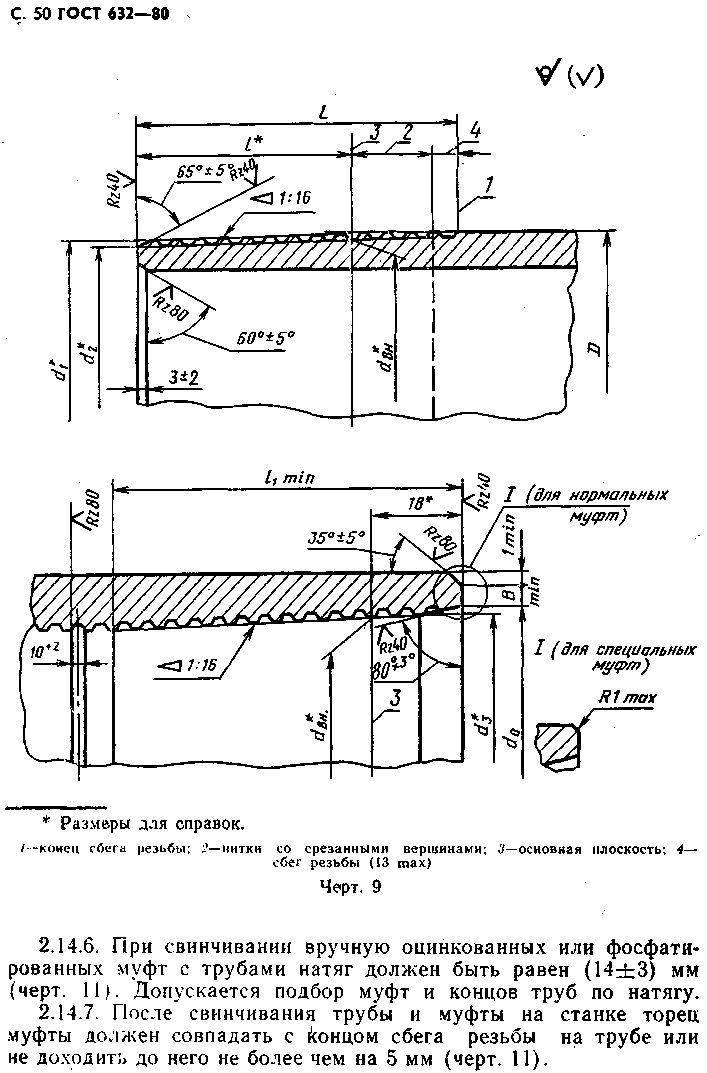 С. 50 ГОСТ 632—80
L
l*
3
2
4
65°±5°
Rz40
Rz40
1:16
1
Rz80
60°±5°
d₁*
d₂*
dвн*
D
3±2
l₁ min
18*
Rz80
Rz40
I (для нормальных
муфт)
35°±5°
Rz80
1 min
B
min
10⁺²
1:16
Rz40
80°
3
dвн.*
d₃*
d₀
I (для специальных
муфт)
R1 max
* Размеры для справок.
1—конец сбега резьбы; 2—нитки со срезанными вершинами; 3—основная плоскость; 4—
сбег резьбы (13 max)
Черт. 9
2.14.6. При свинчивании вручную оцинкованных или фосфати-
рованных муфт с трубами натяг должен быть равен (14±3) мм
(черт. 11). Допускается подбор муфт и концов труб по натягу.
2.14.7. После свинчивания трубы и муфты на станке торец
муфты должен совпадать с концом сбега резьбы на трубе или
не доходить до него не более чем на 5 мм (черт. 11).